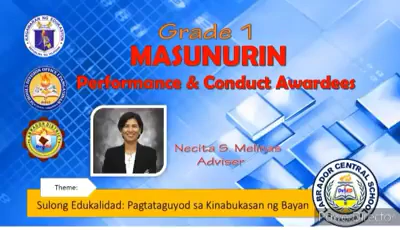 Grade 1
MASUNURIN
Performance & Conduct Awardees
Necita S.
Adviser
Theme:
Sulong Edukalidad: Pagtataguyod sa Kinabukasan ng Bayan
LABRADOR CENTRAL SCHOOL